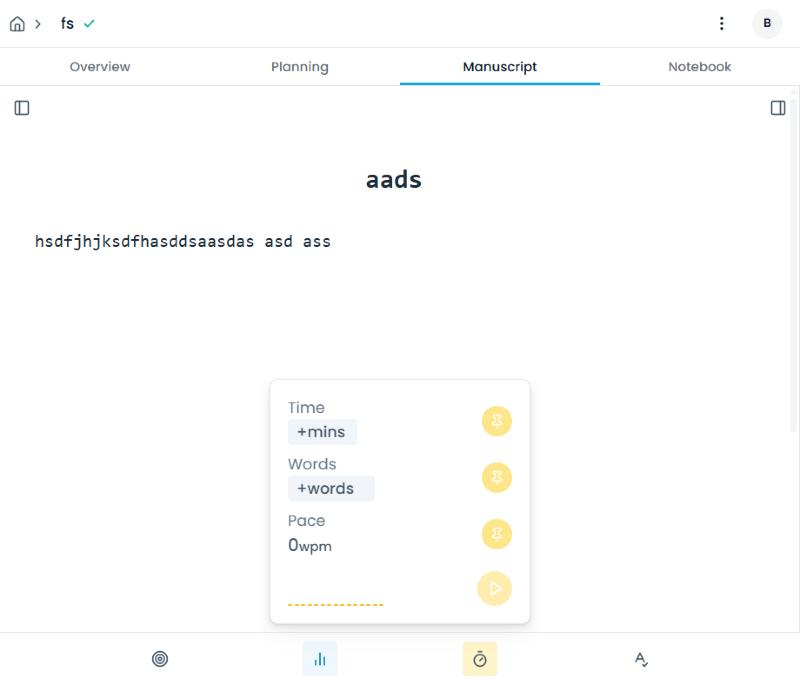 fs
B
Overview Planning Manuscript Notebook
aads
hsdfjhjksdfhasddsaasdas asd ass
Time
+mins
Words
+words
Pace
0wpm
A